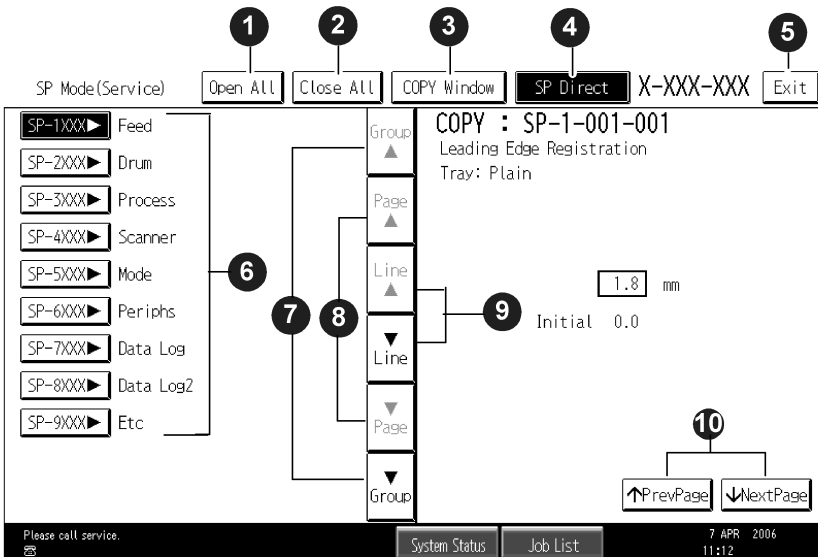 1 2 3 4 5
SP Mode(Service) Open All Close All COPY Window SP Direct X-XXX-XXX Exit
SP-1XXX▶ Feed
SP-2XXX▶ Drum
SP-3XXX▶ Process
SP-4XXX▶ Scanner
SP-5XXX▶ Mode
SP-6XXX▶ Periphs
SP-7XXX▶ Data Log
SP-8XXX▶ Data Log2
SP-9XXX▶ Etc
6
7
8
Group ▲
Page ▲
Line ▲
▼ Line
▼ Page
▼ Group
9
COPY : SP-1-001-001
Leading Edge Registration
Tray: Plain
1.8 mm
Initial 0.0
10
↑PrevPage ↓NextPage
Please call service.
System Status Job List
7 APR 2006
11:12